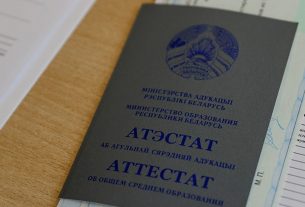 МІНІСТЭРСТВА АДУКАЦЫІ
РЭСПУБЛІКІ БЕЛАРУСЬ
МИНИСТЕРСТВО ОБРАЗОВАНИЯ
РЕСПУБЛИКИ БЕЛАРУСЬ
АТЭСТАТ
АБ АГУЛЬНАЙ СЯРЭДНЯЙ АДУКАЦЫІ
АТТЕСТАТ
ОБ ОБЩЕМ СРЕДНЕМ ОБРАЗОВАНИИ
М.П.